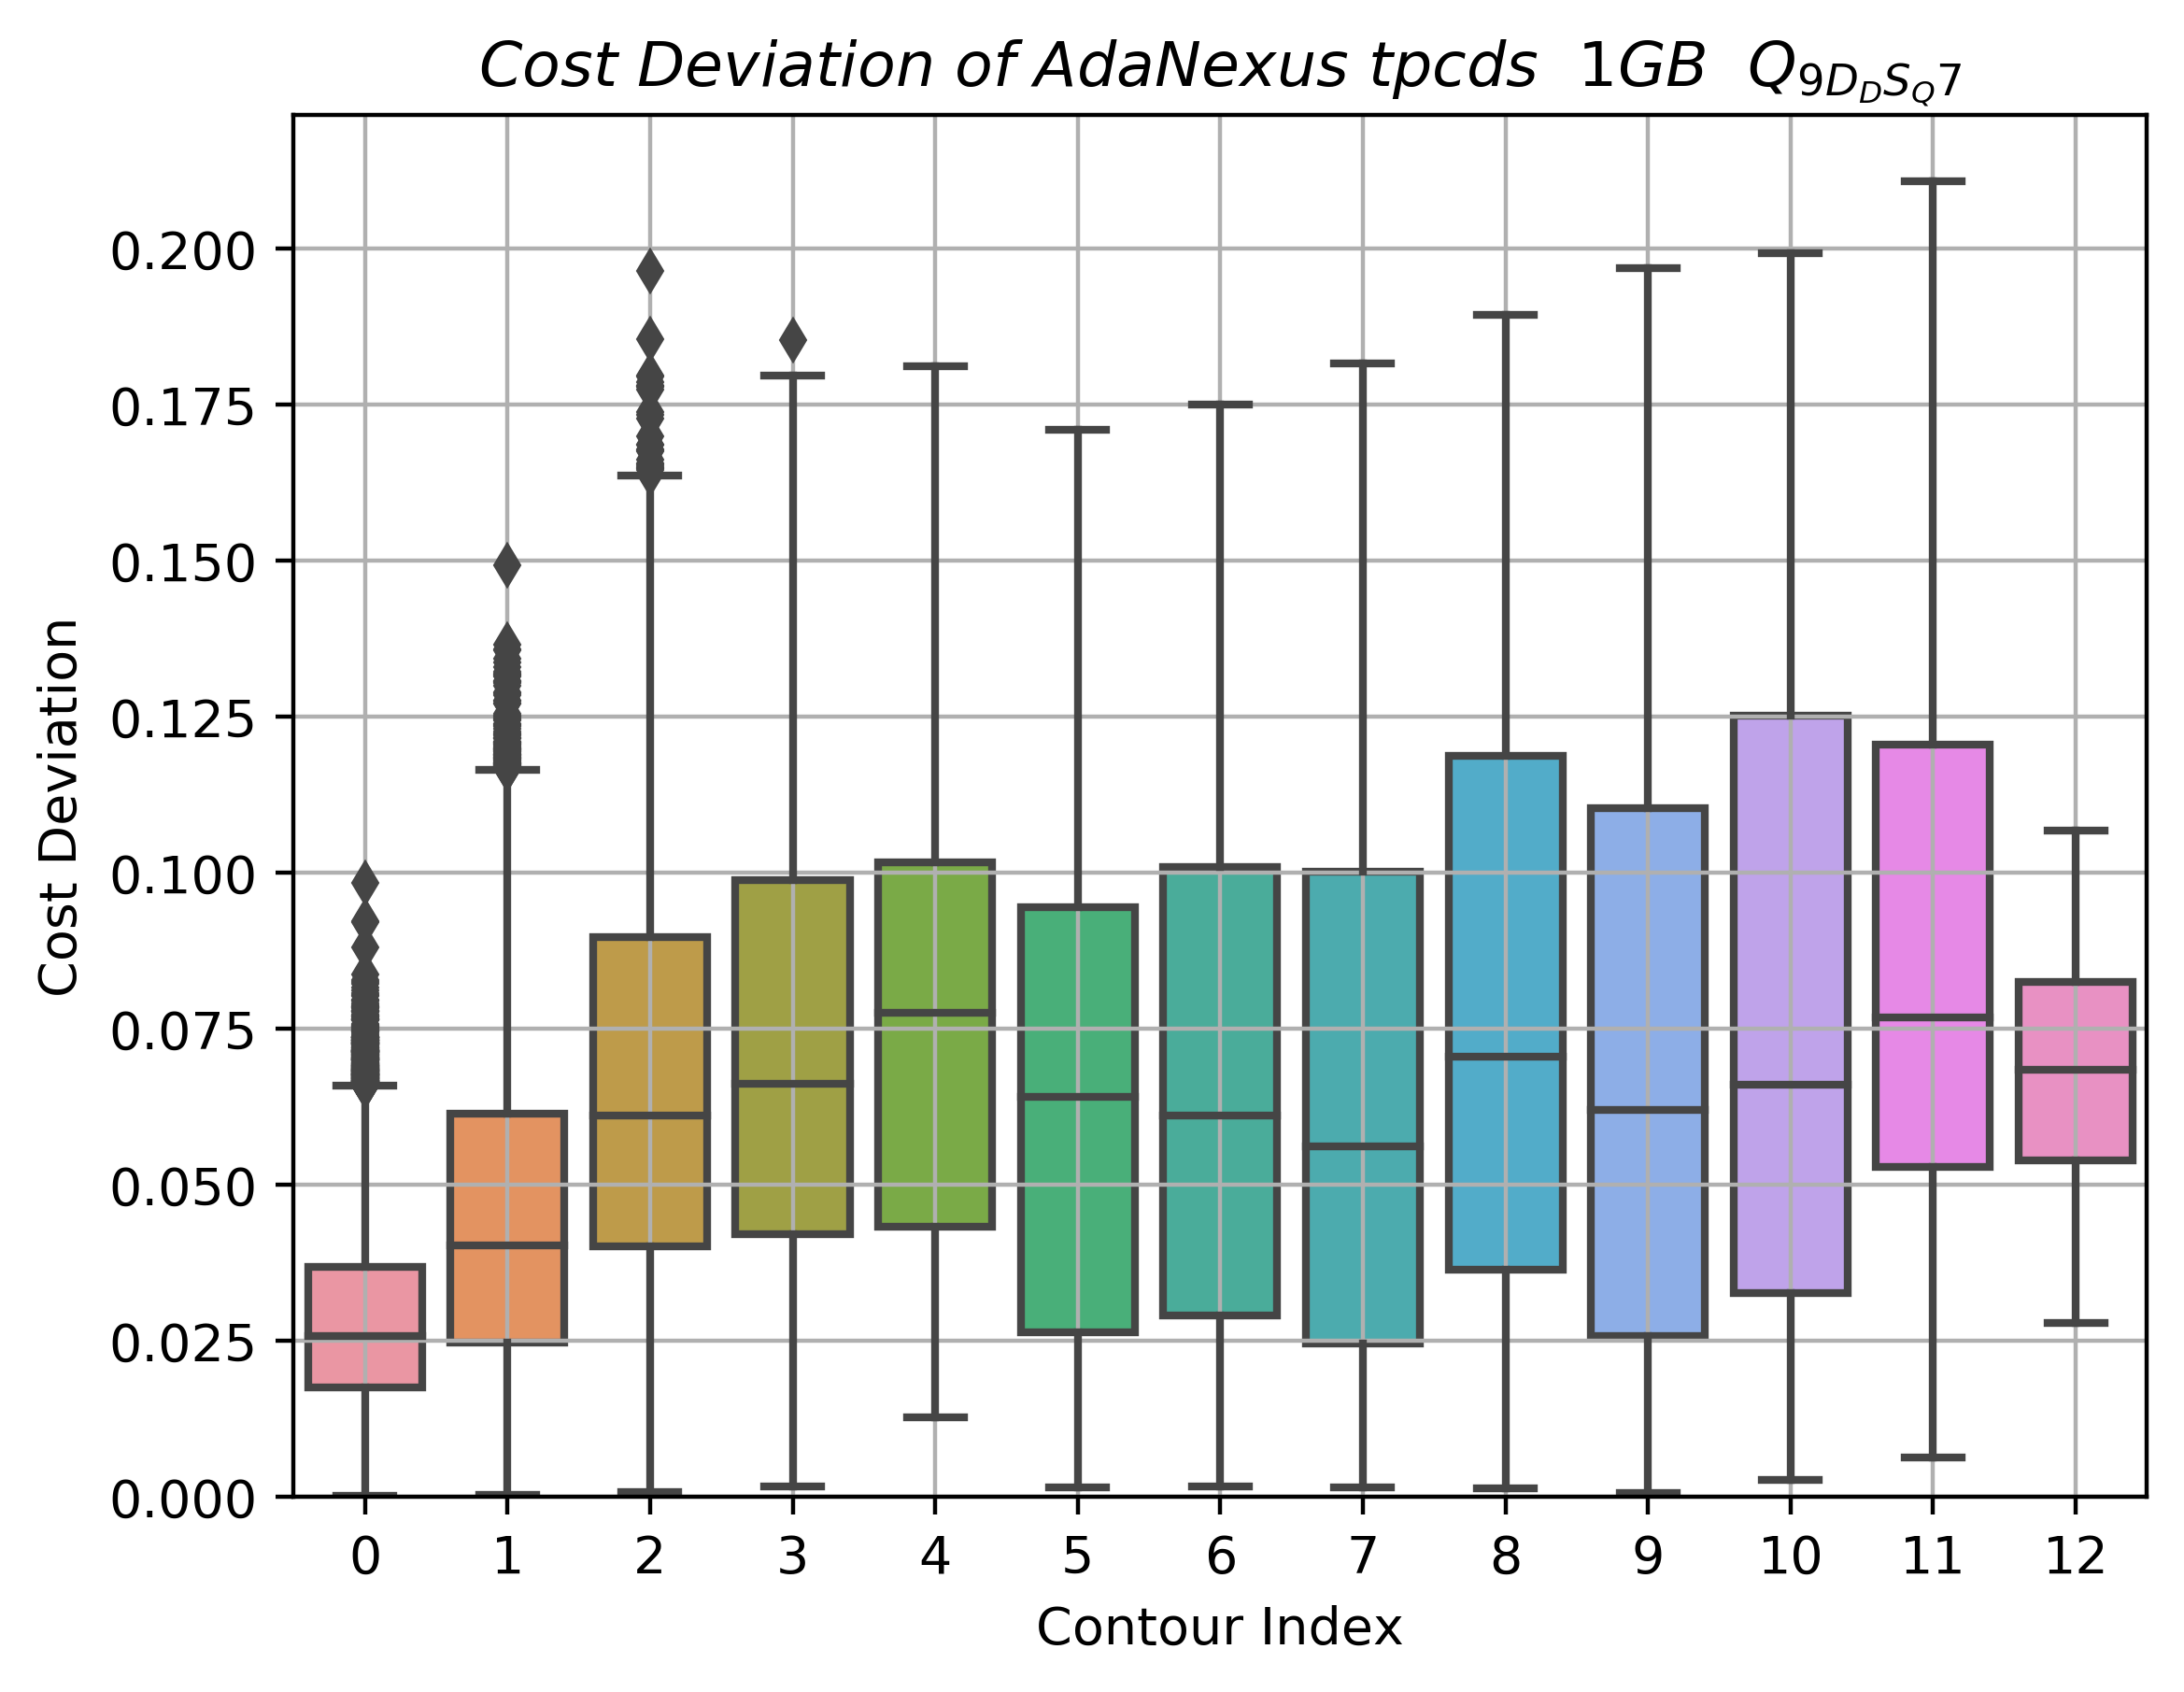 Cost Deviation of AdaNexus tpcds 1GB Q9DDSQ7
0.200
0.175
0.150
0.125
0.100
0.075
0.050
0.025
0.000
Cost Deviation
0 1 2 3 4 5 6 7 8 9 10 11 12
Contour Index